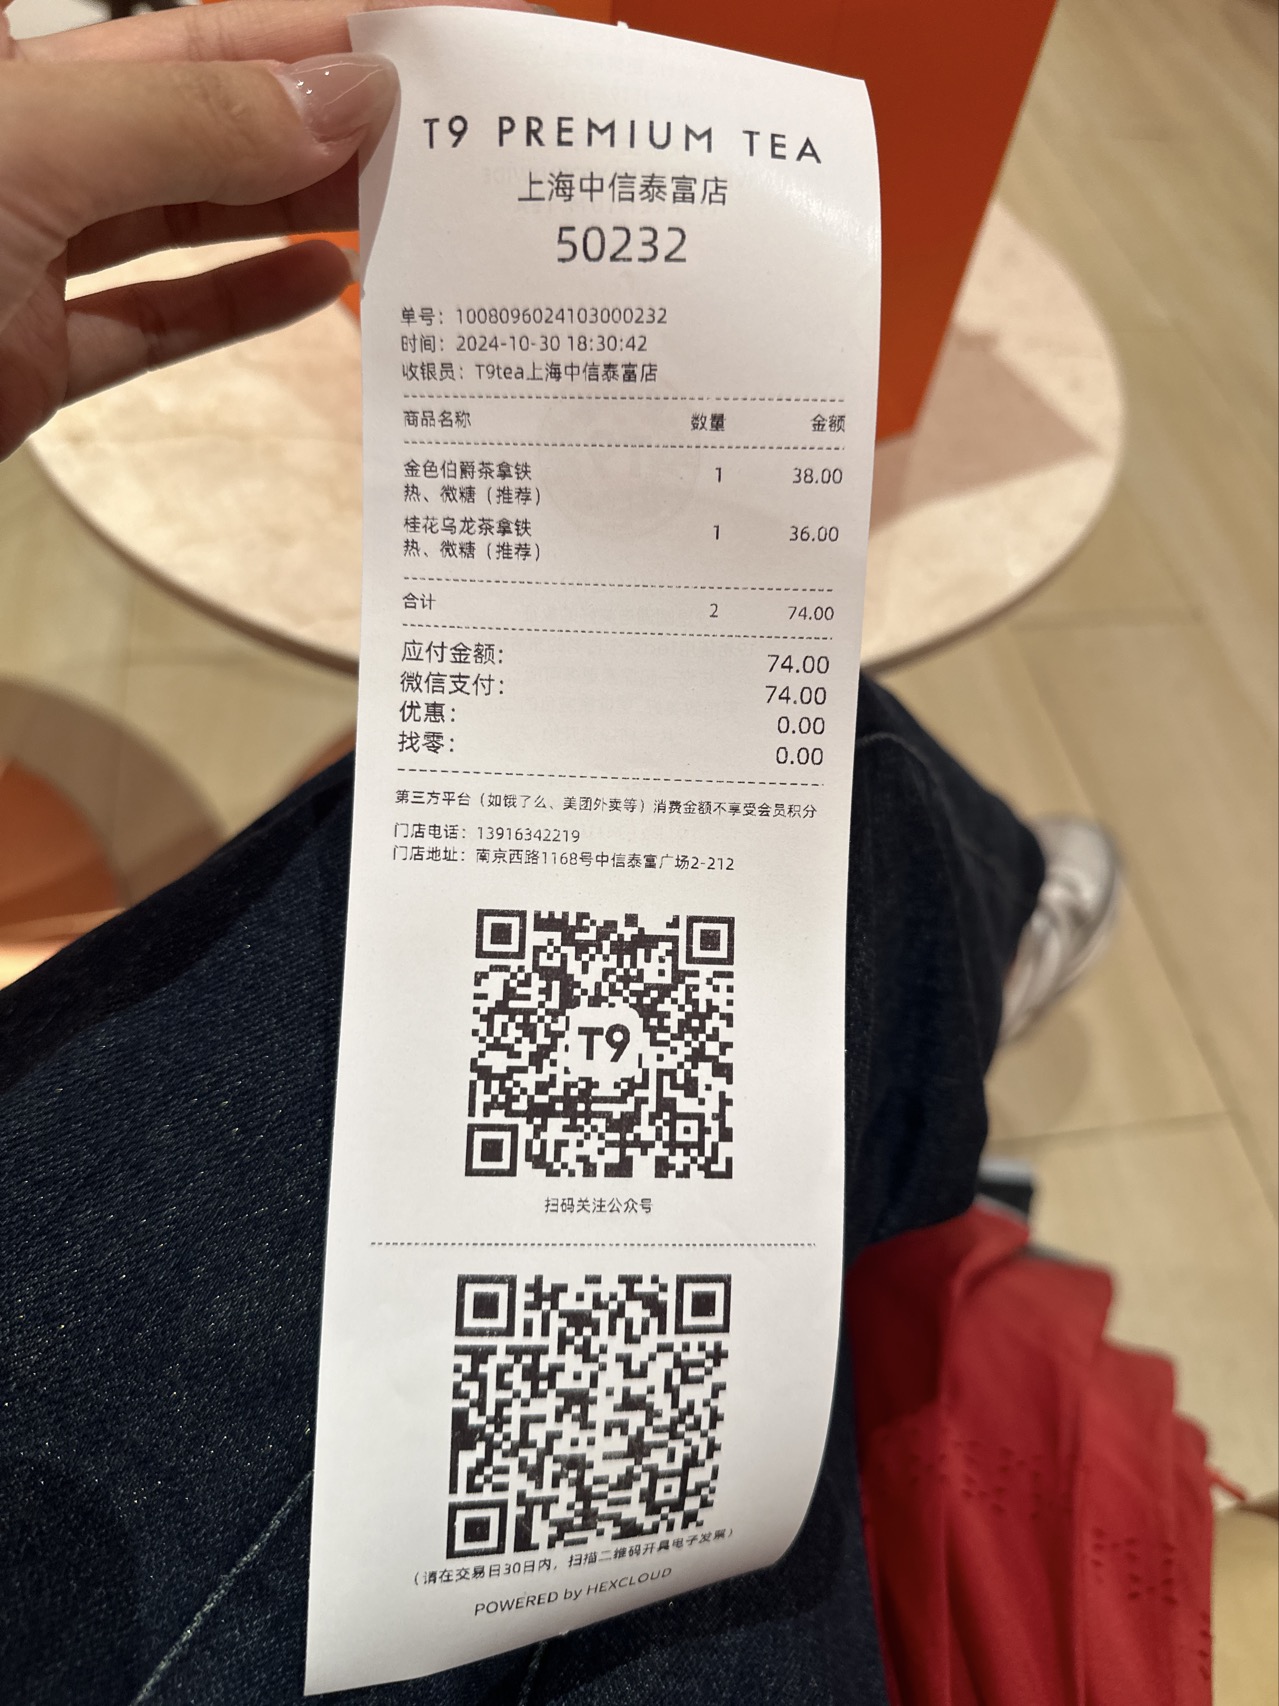 T9 PREMIUM TEA
上海中信泰富店
50232
单号：1008096024103000232
时间：2024-10-30 18:30:42
收银员：T9tea上海中信泰富店
商品名称 数量 金额
金色伯爵茶拿铁 1 38.00
热、微糖（推荐）
桂花乌龙茶拿铁 1 36.00
热、微糖（推荐）
合计 2 74.00
应付金额： 74.00
微信支付： 74.00
优惠： 0.00
找零： 0.00
第三方平台（如饿了么、美团外卖等）消费金额不享受会员积分
门店电话：13916342219
门店地址：南京西路1168号中信泰富广场2-212
T9
扫码关注公众号
（请在交易日30日内，扫描二维码开具电子发票）
POWERED by HEXCLOUD